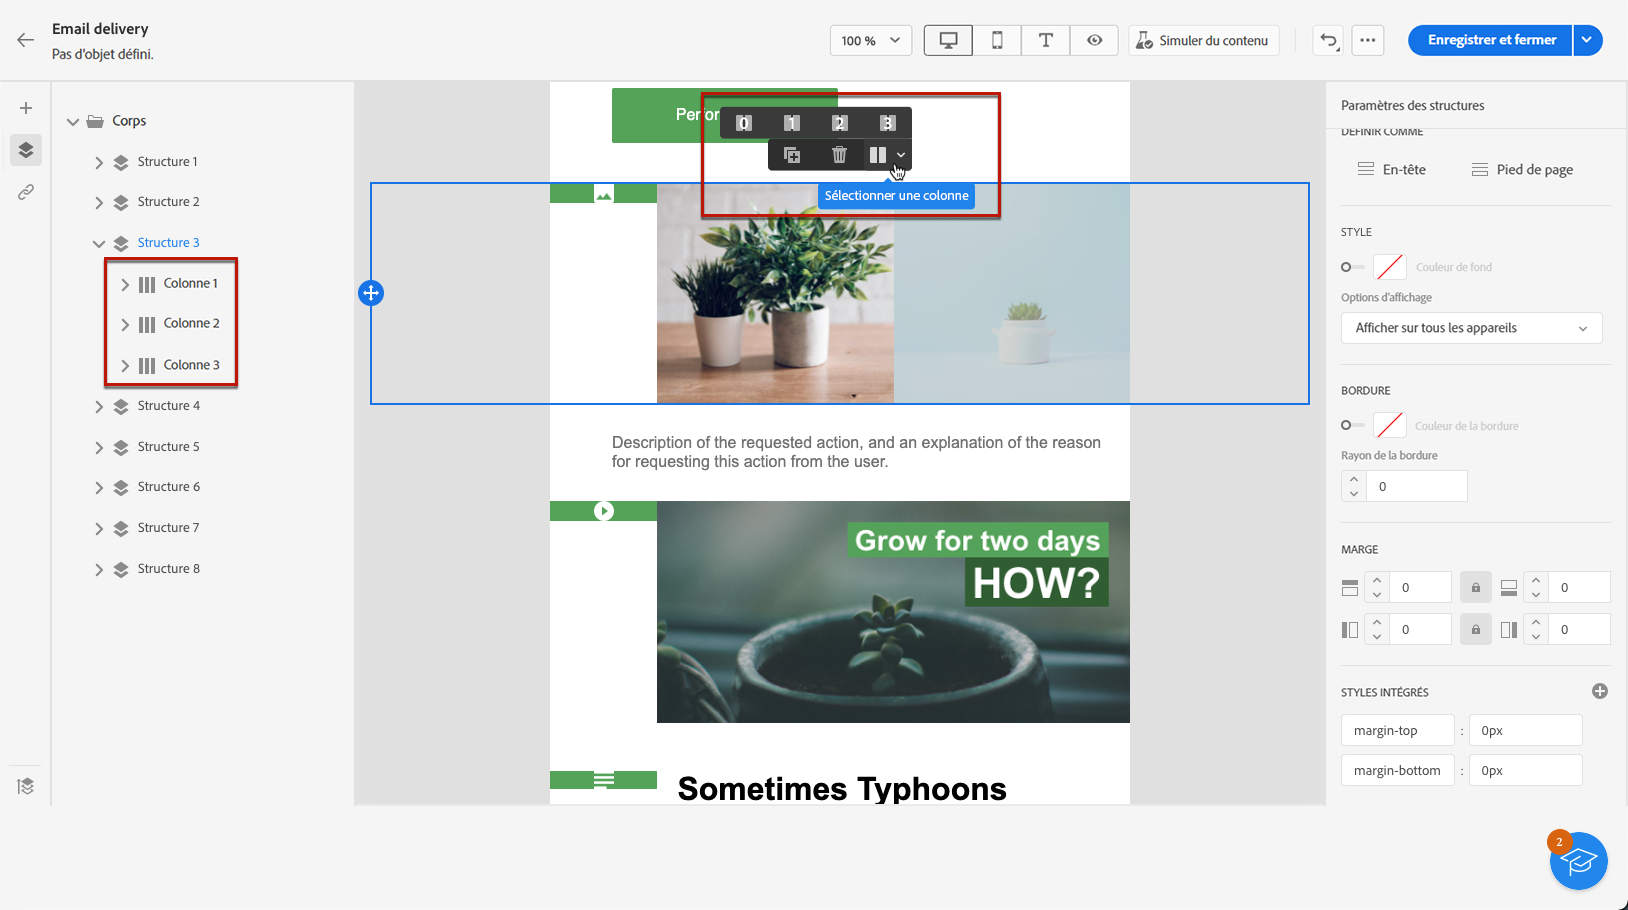 Email delivery
Pas d'objet défini.
100 %
Simuler du contenu
Enregistrer et fermer
Corps
Structure 1
Structure 2
Structure 3
Colonne 1
Colonne 2
Colonne 3
Structure 4
Structure 5
Structure 6
Structure 7
Structure 8
Perfor
0 1 2 3
Sélectionner une colonne
Description of the requested action, and an explanation of the reason
for requesting this action from the user.
Grow for two days
HOW?
Sometimes Typhoons
Paramètres des structures
DÉFINIR COMME
En-tête
Pied de page
STYLE
Couleur de fond
Options d'affichage
Afficher sur tous les appareils
BORDURE
Couleur de la bordure
Rayon de la bordure
0
MARGE
0 0
0 0
STYLES INTÉGRÉS
margin-top : 0px
margin-bottom : 0px
2